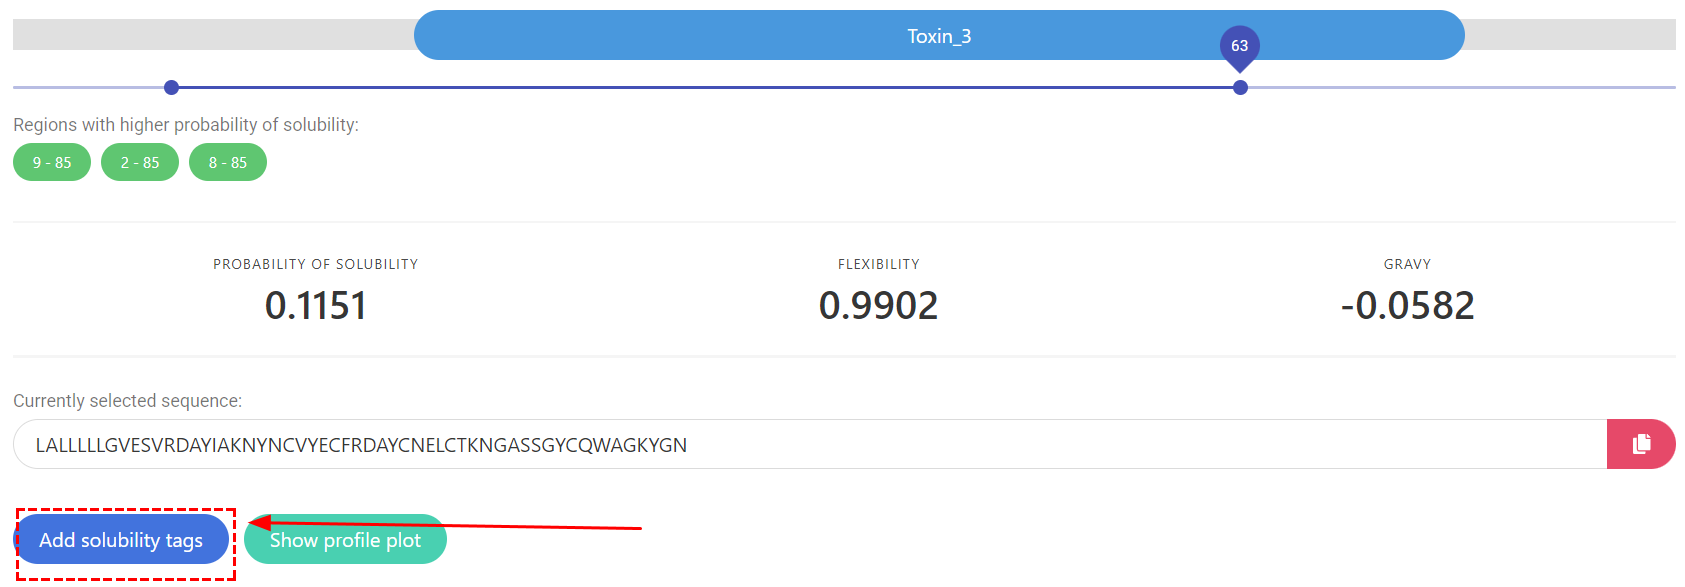 Toxin_3
63
Regions with higher probability of solubility:
9 - 85 2 - 85 8 - 85
PROBABILITY OF SOLUBILITY FLEXIBILITY GRAVY
0.1151 0.9902 -0.0582
Currently selected sequence:
LALLLLLGVESVRDAYIAKNYNCVYECFRDAYCNELCTKNGASSGYCQWAGKYGN
Add solubility tags Show profile plot